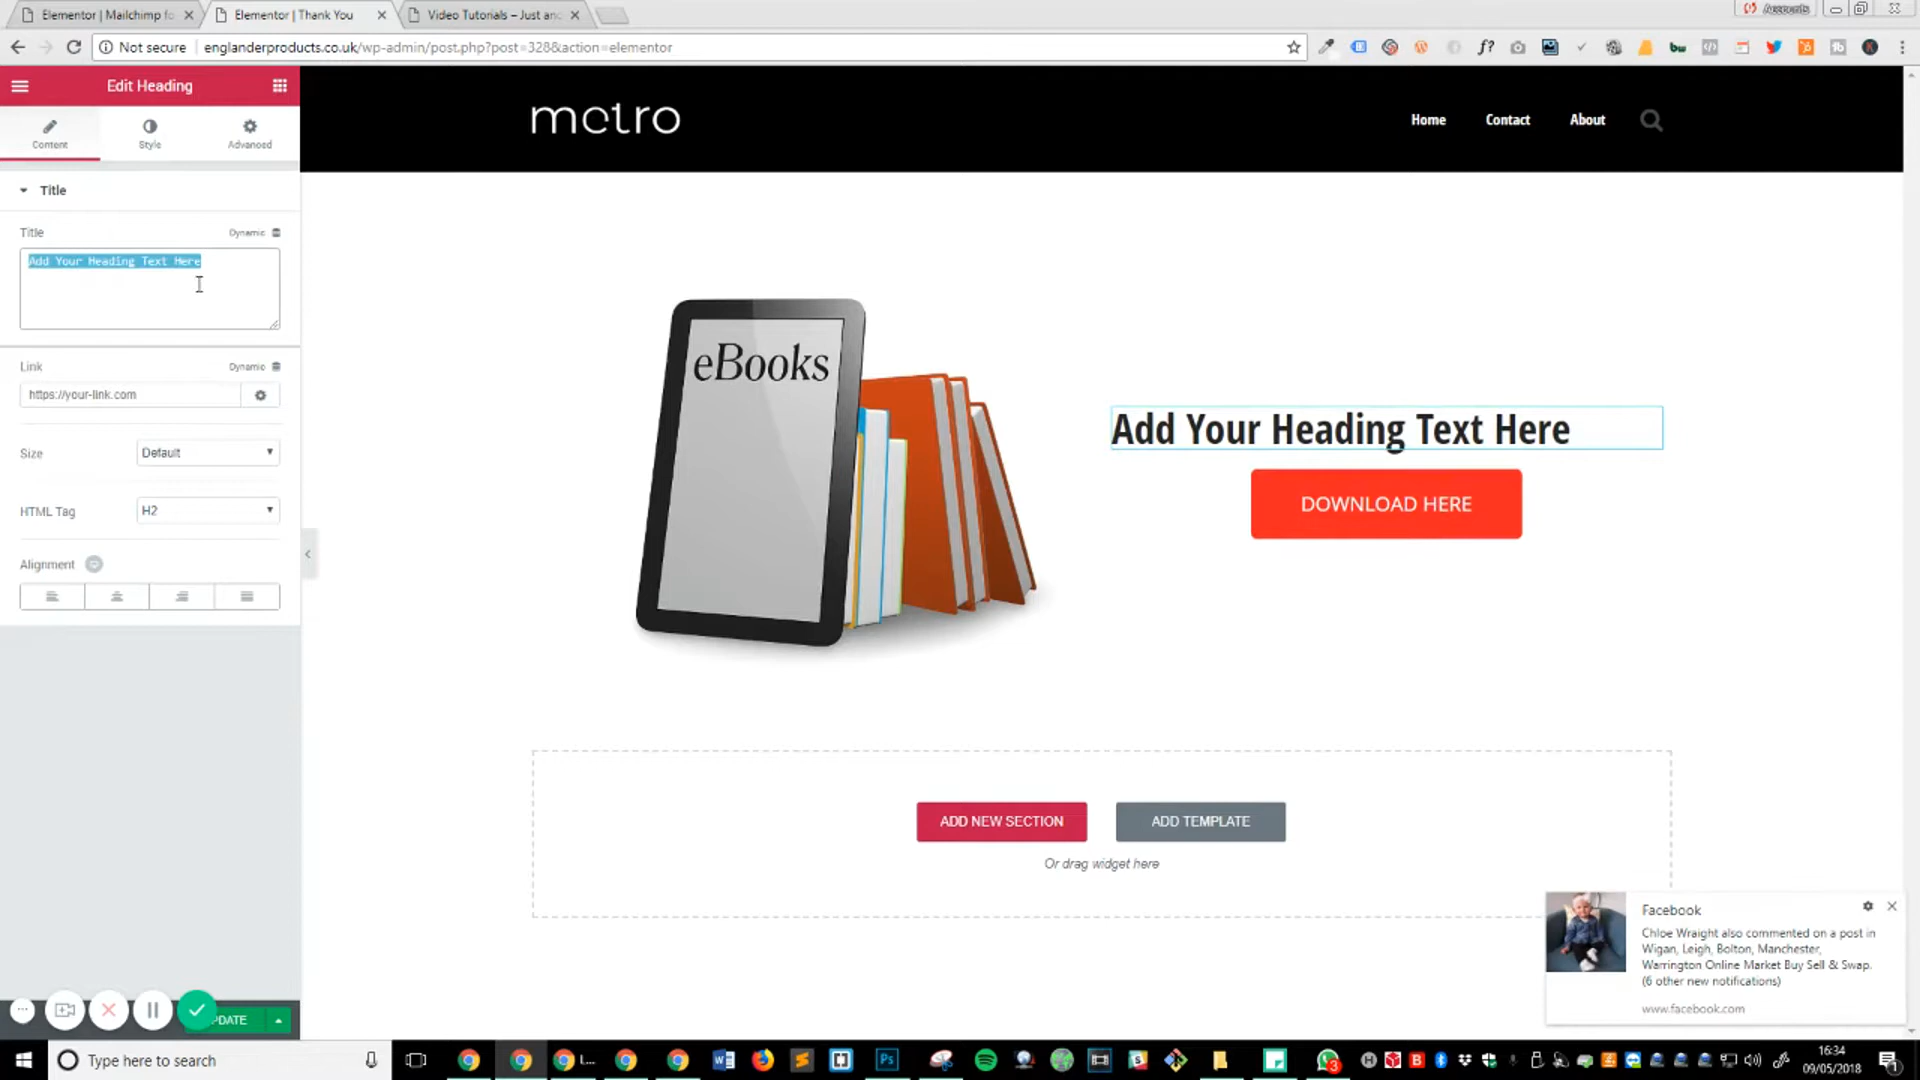 Elementor | Mailchimp fo
Elementor | Thank You
Video Tutorials – Just anc
Accounts
Not secure
englanderproducts.co.uk/wp-admin/post.php?post=328&action=elementor
Edit Heading
Content
Style
Advanced
Title
Title
Dynamic
Add Your Heading Text Here
Link
Dynamic
https://your-link.com
Size
Default
HTML Tag
H2
Alignment
metro
Home
Contact
About
eBooks
Add Your Heading Text Here
DOWNLOAD HERE
ADD NEW SECTION
ADD TEMPLATE
Or drag widget here
Facebook
Chloe Wraight also commented on a post in
Wigan, Leigh, Bolton, Manchester,
Warrington Online Market Buy Sell & Swap.
(6 other new notifications)
www.facebook.com
PDATE
Type here to search
L...
16:34
09/05/2018